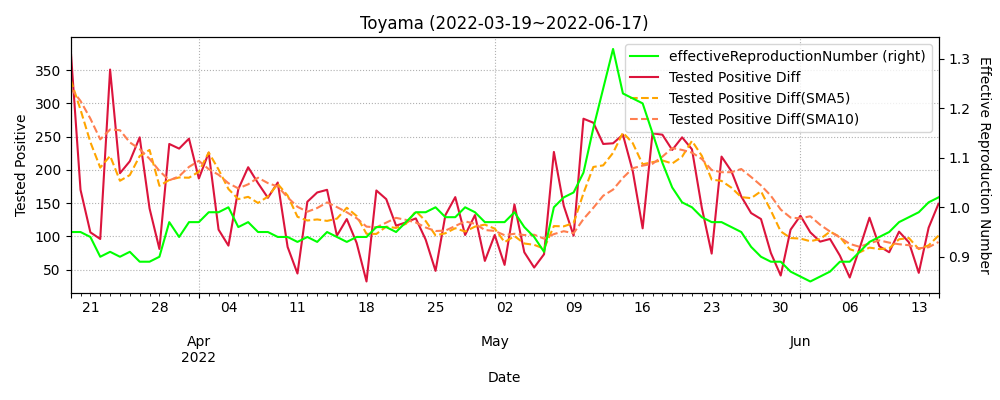 Toyama (2022-03-19~2022-06-17)
effectiveReproductionNumber (right)
Tested Positive Diff
Tested Positive Diff(SMA5)
Tested Positive Diff(SMA10)
Tested Positive
350
300
250
200
150
100
50
1.3
1.2
1.1
1.0
0.9
Effective Reproduction Number
21 28 04 11 18 25 02 09 16 23 30 06 13
Apr May Jun
2022
Date